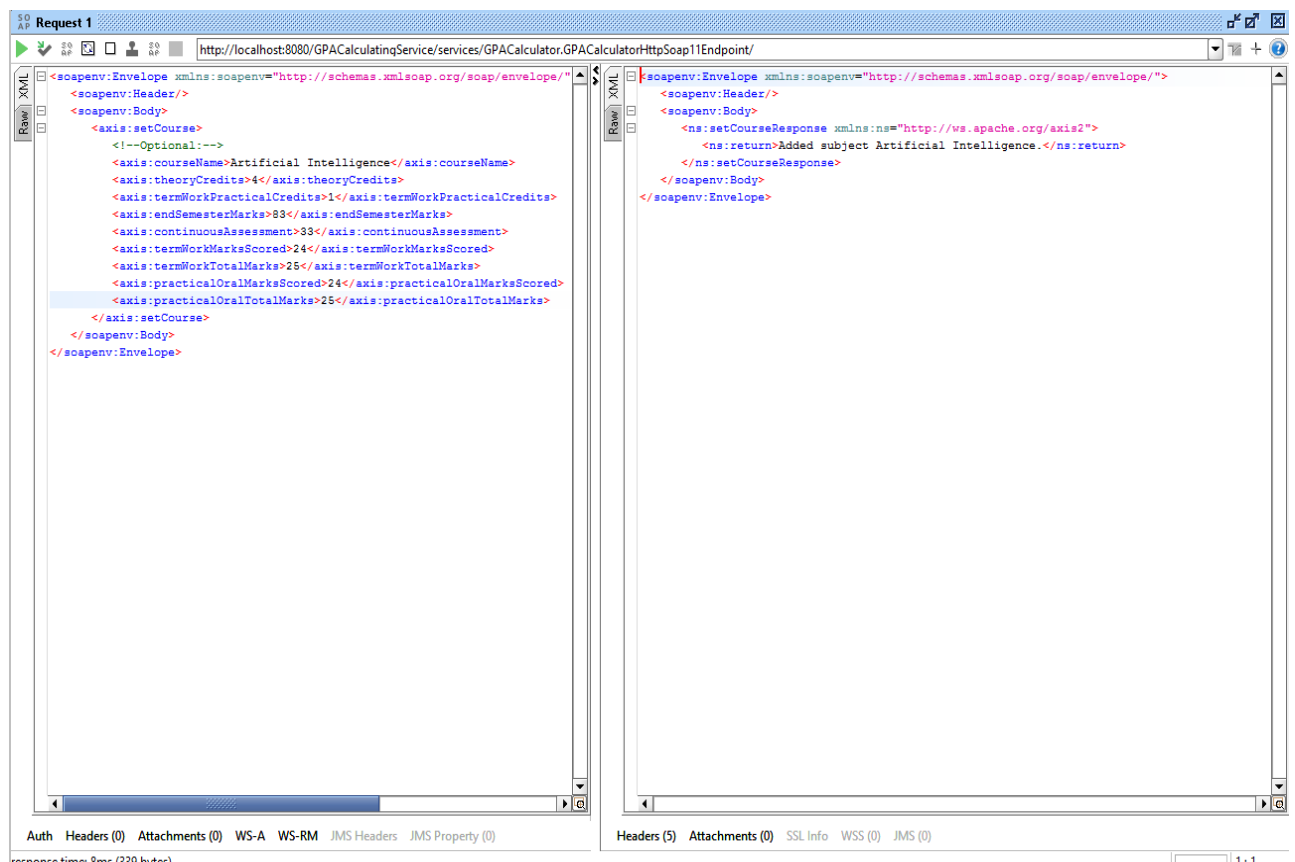 SO
AP Request 1
http://localhost:8080/GPACalculatingService/services/GPACalculator.GPACalculatorHttpSoap11Endpoint/
XML
Raw
<soapenv:Envelope xmlns:soapenv="http://schemas.xmlsoap.org/soap/envelope/"
<soapenv:Header/>
<soapenv:Body>
<axis:setCourse>
<!--Optional:-->
<axis:courseName>Artificial Intelligence</axis:courseName>
<axis:theoryCredits>4</axis:theoryCredits>
<axis:termWorkPracticalCredits>1</axis:termWorkPracticalCredits>
<axis:endSemesterMarks>83</axis:endSemesterMarks>
<axis:continuousAssessment>33</axis:continuousAssessment>
<axis:termWorkMarksScored>24</axis:termWorkMarksScored>
<axis:termWorkTotalMarks>25</axis:termWorkTotalMarks>
<axis:practicalOralMarksScored>24</axis:practicalOralMarksScored>
<axis:practicalOralTotalMarks>25</axis:practicalOralTotalMarks>
</axis:setCourse>
</soapenv:Body>
</soapenv:Envelope>
Auth Headers (0) Attachments (0) WS-A WS-RM JMS Headers JMS Property (0)
XML
Raw
<soapenv:Envelope xmlns:soapenv="http://schemas.xmlsoap.org/soap/envelope/">
<soapenv:Header/>
<soapenv:Body>
<ns:setCourseResponse xmlns:ns="http://ws.apache.org/axis2">
<ns:return>Added subject Artificial Intelligence.</ns:return>
</ns:setCourseResponse>
</soapenv:Body>
</soapenv:Envelope>
Headers (5) Attachments (0) SSL Info WSS (0) JMS (0)
response time: 8ms (339 bytes)
1 : 1